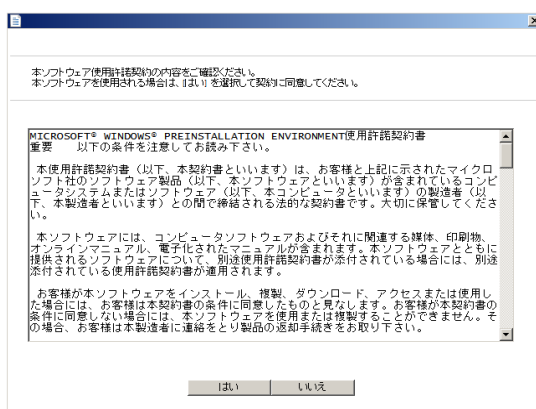 本ソフトウェア使用許諾契約の内容をご確認ください。
本ソフトウェアを使用される場合は、[はい] を選択して契約に同意してください。
MICROSOFT® WINDOWS® PREINSTALLATION ENVIRONMENT使用許諾契約書
重要　　以下の条件を注意してお読み下さい。
本使用許諾契約書（以下、本契約書といいます）は、お客様と上記に示されたマイクロ
ソフト社のソフトウェア製品（以下、本ソフトウェアといいます）が含まれているコンピ
ュータシステムまたはソフトウェア（以下、本コンピュータといいます）の製造者（以
下、本製造者といいます）との間で締結される法的な契約書です。大切に保管してくださ
い。
本ソフトウェアには、コンピュータソフトウェアおよびそれに関連する媒体、印刷物、
オンラインマニュアル、電子化されたマニュアルが含まれます。本ソフトウェアとともに
提供されるソフトウェアについて、別途使用許諾契約書が添付されている場合には、別途
添付されている使用許諾契約書が適用されます。
お客様が本ソフトウェアをインストール、複製、ダウンロード、アクセスまたは使用し
た場合には、お客様は本契約書の条件に同意したものと見なします。お客様が本契約書の
条件に同意しない場合には、本ソフトウェアを使用または複製することができません。そ
の場合、お客様は本製造者に連絡をとり製品の返却手続きをお取り下さい。
はい
いいえ